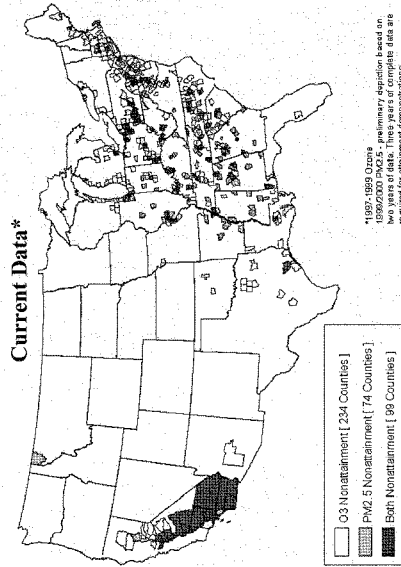 Current Data*
*1997-1999 Ozone
1999/2000 PM2.5 - preliminary depiction based on
two years of data. Three years of complete data are
O3 Nonattainment [ 234 Counties ]
PM2.5 Nonattainment [ 74 Counties ]
Both Nonattainment [ 99 Counties ]